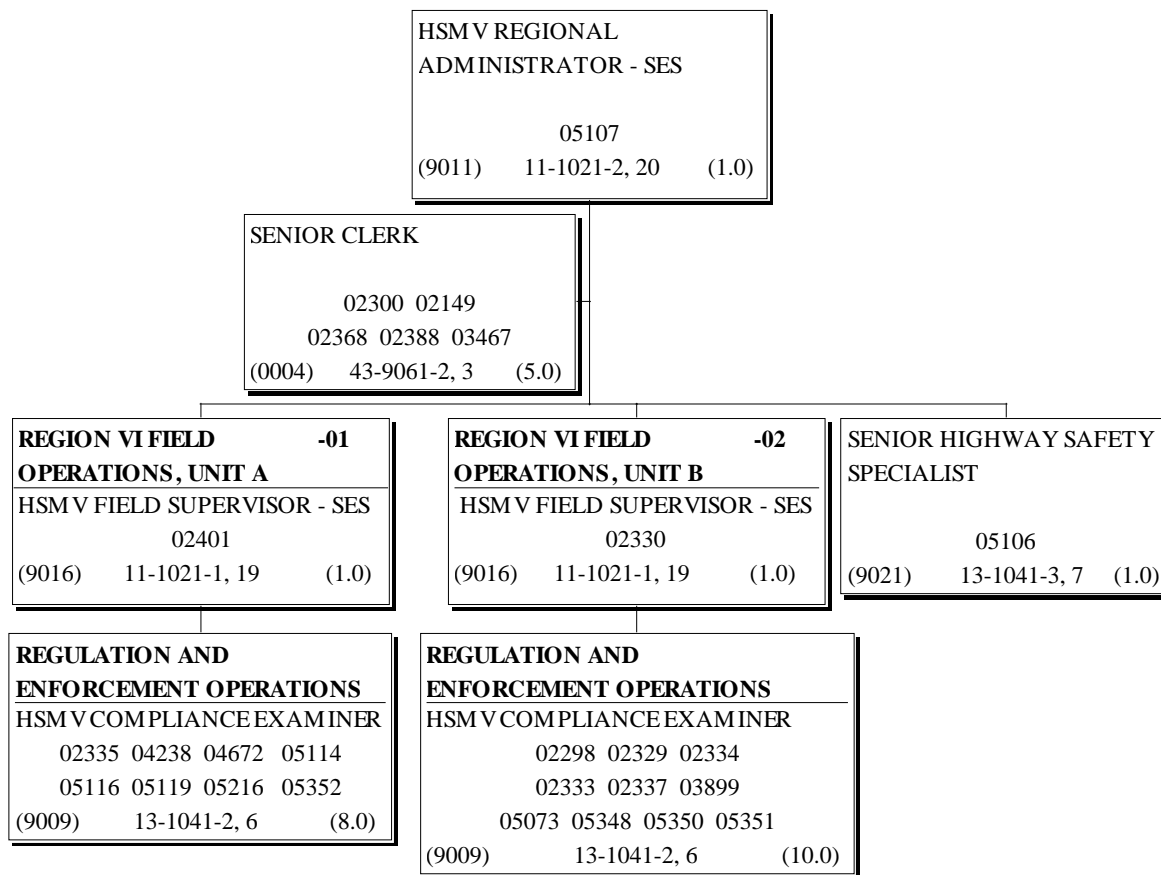 HSMV REGIONAL
ADMINISTRATOR - SES
05107
(9011) 11-1021-2, 20 (1.0)
SENIOR CLERK
02300 02149
02368 02388 03467
(0004) 43-9061-2, 3 (5.0)
REGION VI FIELD -01
OPERATIONS, UNIT A
HSMV FIELD SUPERVISOR - SES
02401
(9016) 11-1021-1, 19 (1.0)
REGION VI FIELD -02
OPERATIONS, UNIT B
HSMV FIELD SUPERVISOR - SES
02330
(9016) 11-1021-1, 19 (1.0)
SENIOR HIGHWAY SAFETY
SPECIALIST
05106
(9021) 13-1041-3, 7 (1.0)
REGULATION AND
ENFORCEMENT OPERATIONS
HSMV COMPLIANCE EXAMINER
02335 04238 04672 05114
05116 05119 05216 05352
(9009) 13-1041-2, 6 (8.0)
REGULATION AND
ENFORCEMENT OPERATIONS
HSMV COMPLIANCE EXAMINER
02298 02329 02334
02333 02337 03899
05073 05348 05350 05351
(9009) 13-1041-2, 6 (10.0)